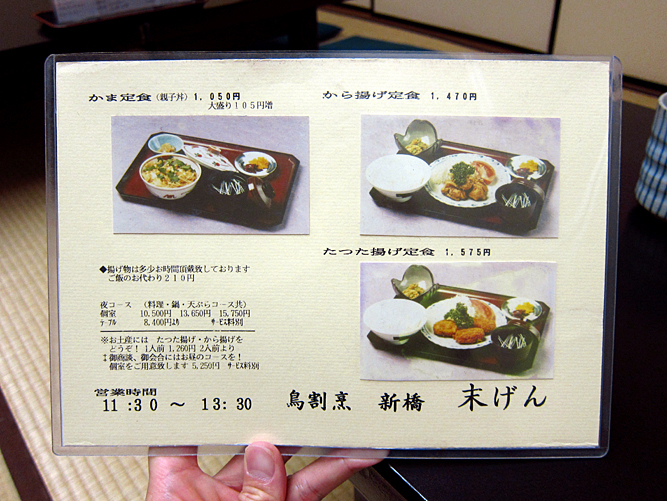 かま定食（親子丼）1，050円
大盛り105円増
から揚げ定食 1，470円
たつた揚げ定食 1，575円
◆揚げ物は多少お時間頂戴致しております
ご飯のお代わり210円
夜コース （料理・鍋・天ぷらコース共）
個室 10,500円 13,650円 15,750円
ﾃｰﾌﾞﾙ 8,400円より ｻｰﾋﾞｽ料別
※お土産には たつた揚げ・から揚げを
どうぞ！1人前 1,260円 2人前より
‡御商談、御会合にはお昼のコースを！
個室をご用意致します 5,250円 ｻｰﾋﾞｽ料別
営業時間
11:30 ～ 13:30
鳥割烹 新橋 末げん